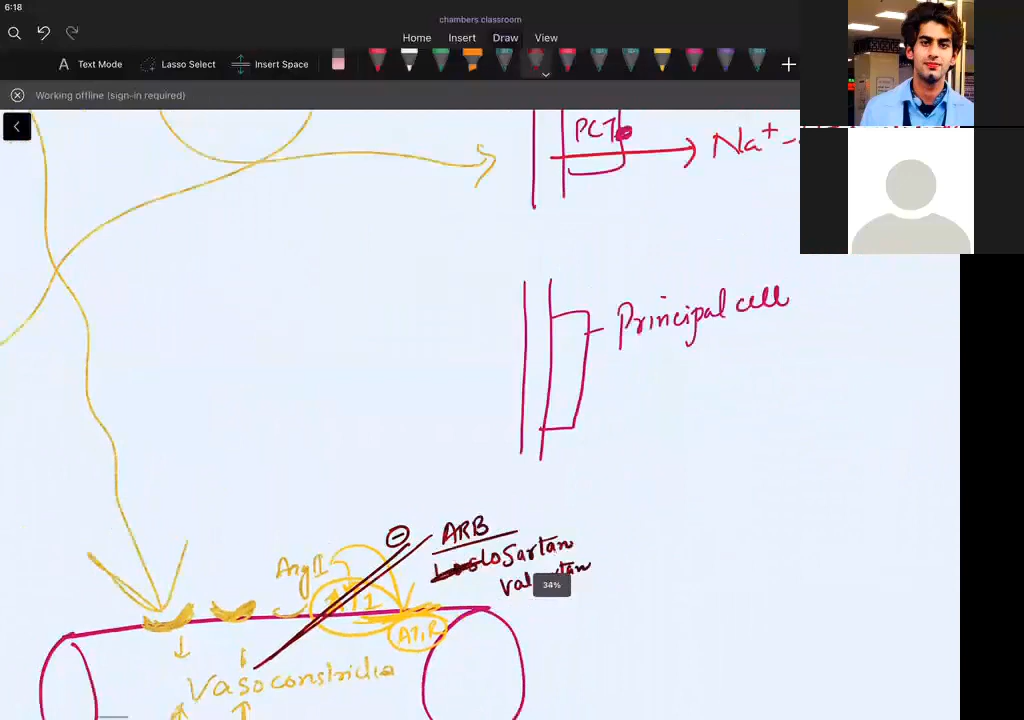 6:18
chambers classroom
Home Insert Draw View
Text Mode Lasso Select Insert Space
Working offline (sign-in required)
PCT
Na+
Principal cell
ARB
Losartan
34%
Ang II
AT1
AT1R
Vasoconstriction